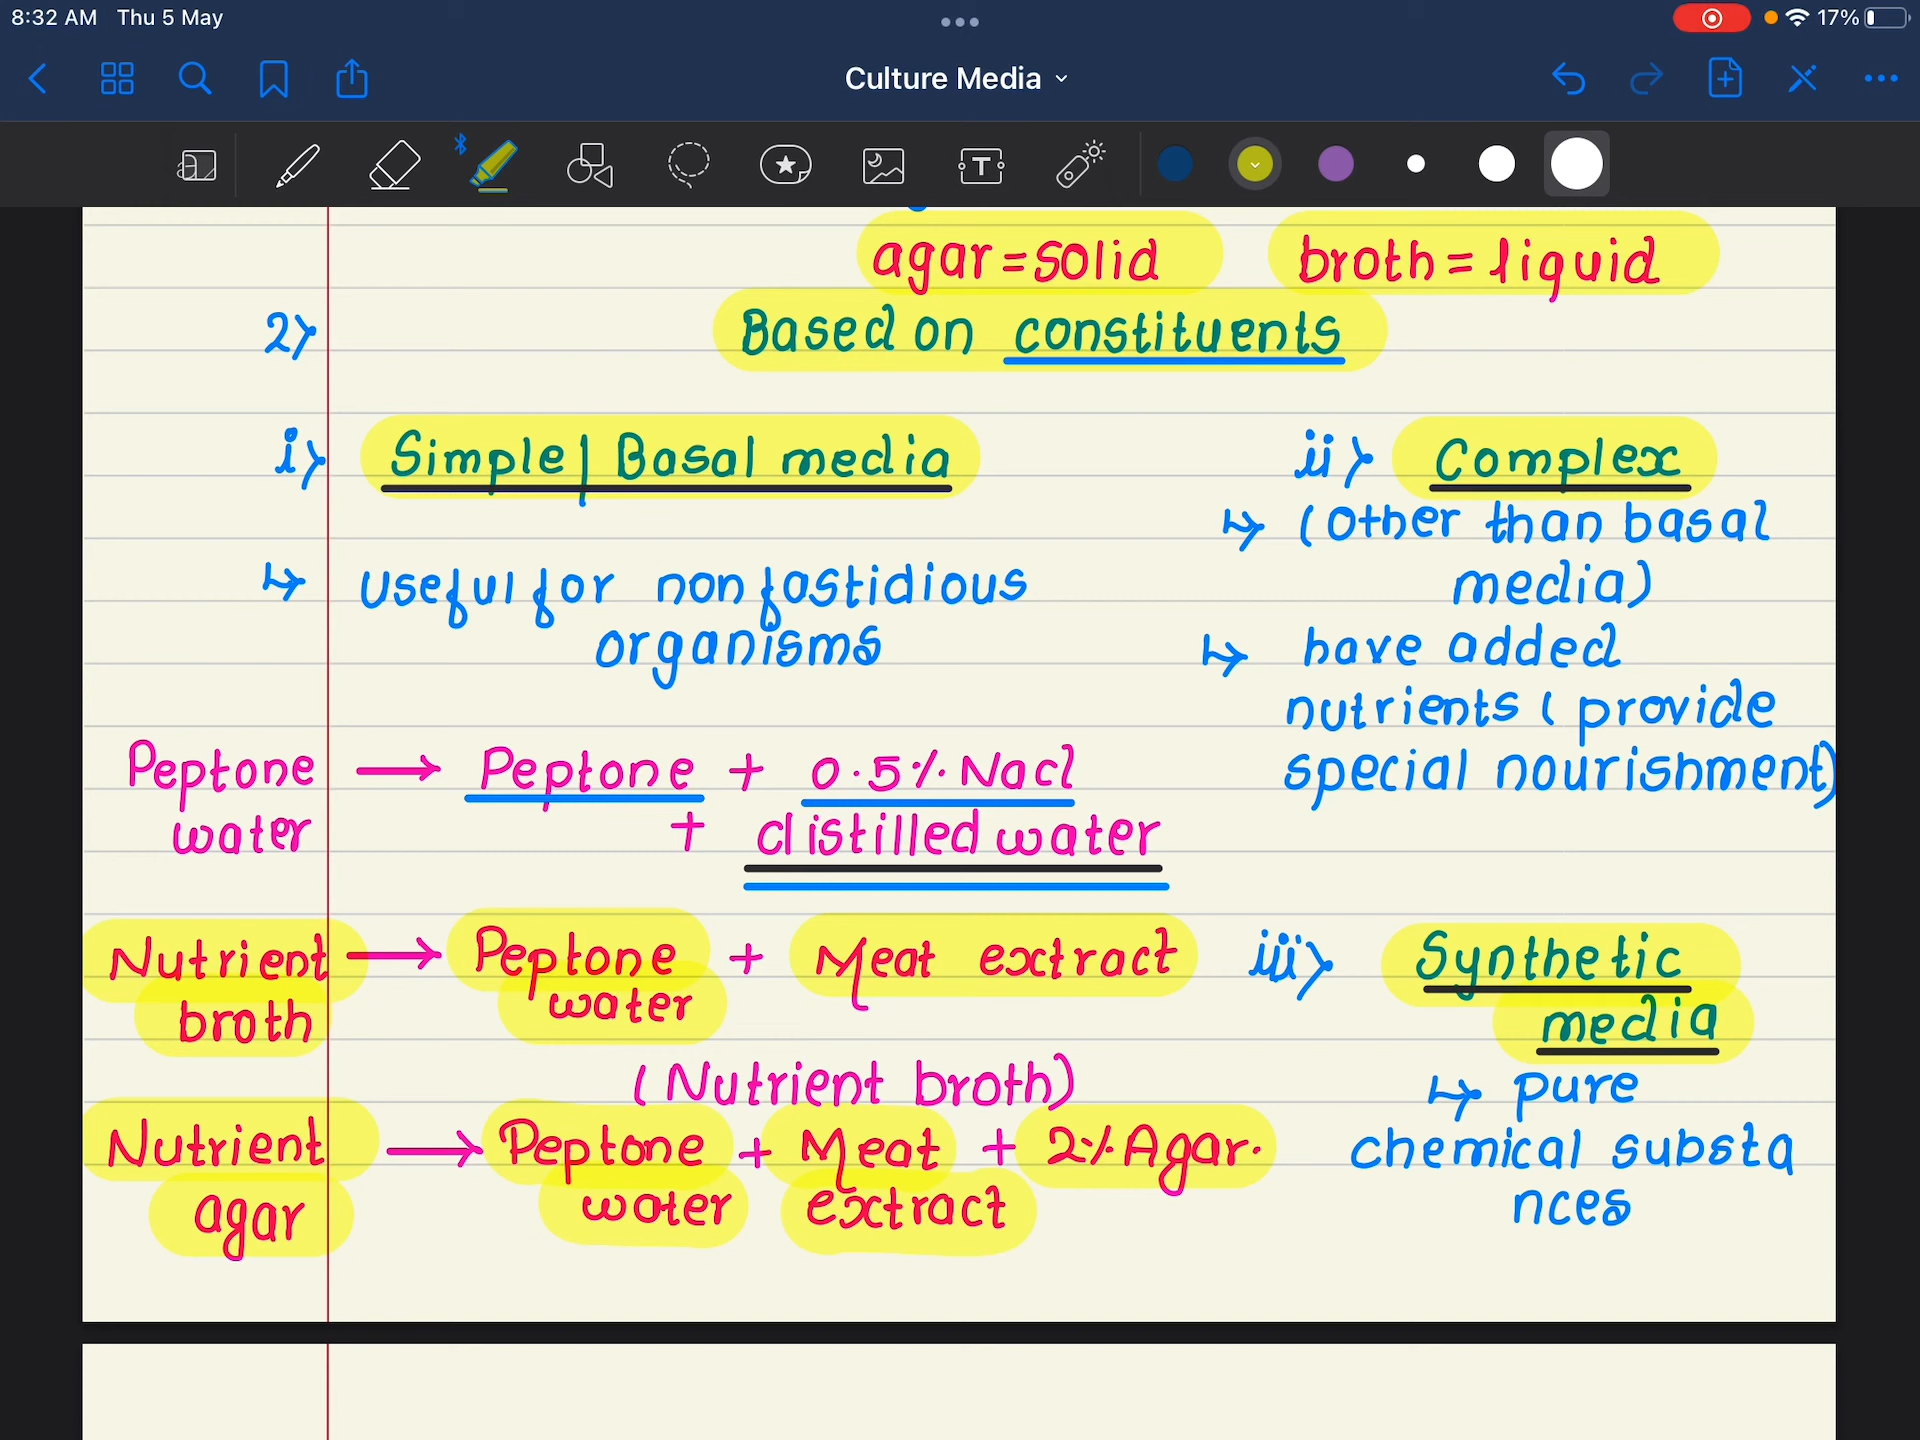 8:32 AM Thu 5 May
17%
Culture Media
T
agar = solid broth = liquid
2) Based on constituents
i) Simple | Basal media
ii) Complex
↳ (other than basal
media)
↳ useful for non fastidious
organisms
↳ have added
nutrients ( provide
special nourishment)
Peptone → Peptone + 0.5% Nacl
water + distilled water
Nutrient → Peptone + Meat extract
broth water
iii) Synthetic
media
(Nutrient broth)
↳ pure
Nutrient → Peptone + Meat + 2% Agar.
agar water extract
chemical substa
nces